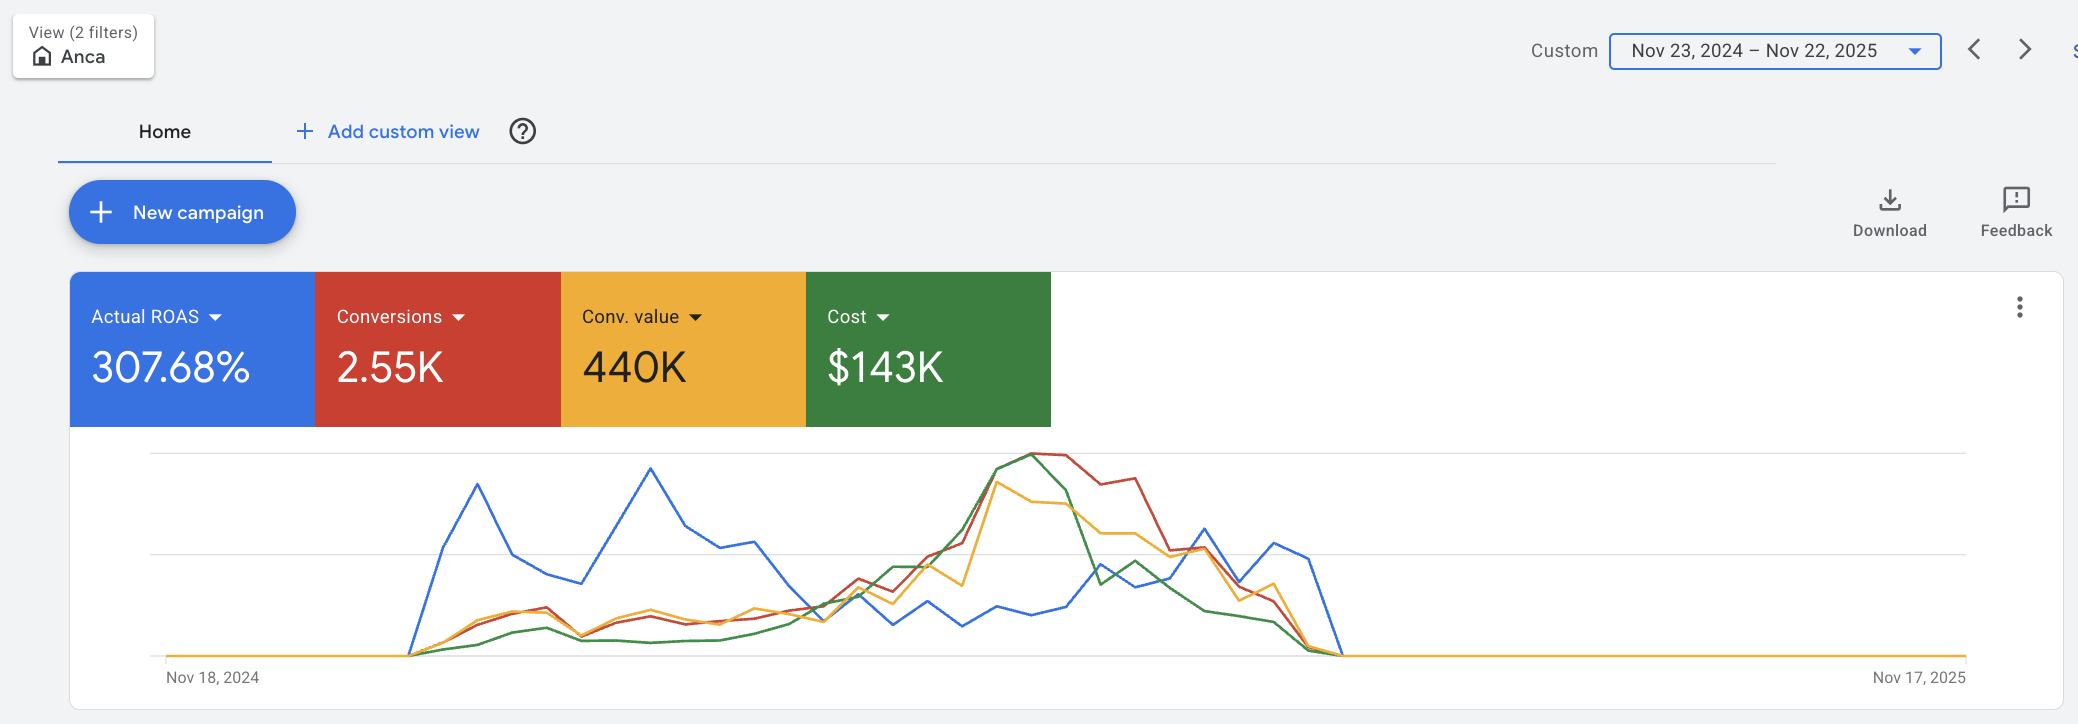 View (2 filters)
Anca
Custom
Nov 23, 2024 – Nov 22, 2025
Home
Add custom view
New campaign
Download
Feedback
Actual ROAS
307.68%
Conversions
2.55K
Conv. value
440K
Cost
$143K
Nov 18, 2024
Nov 17, 2025